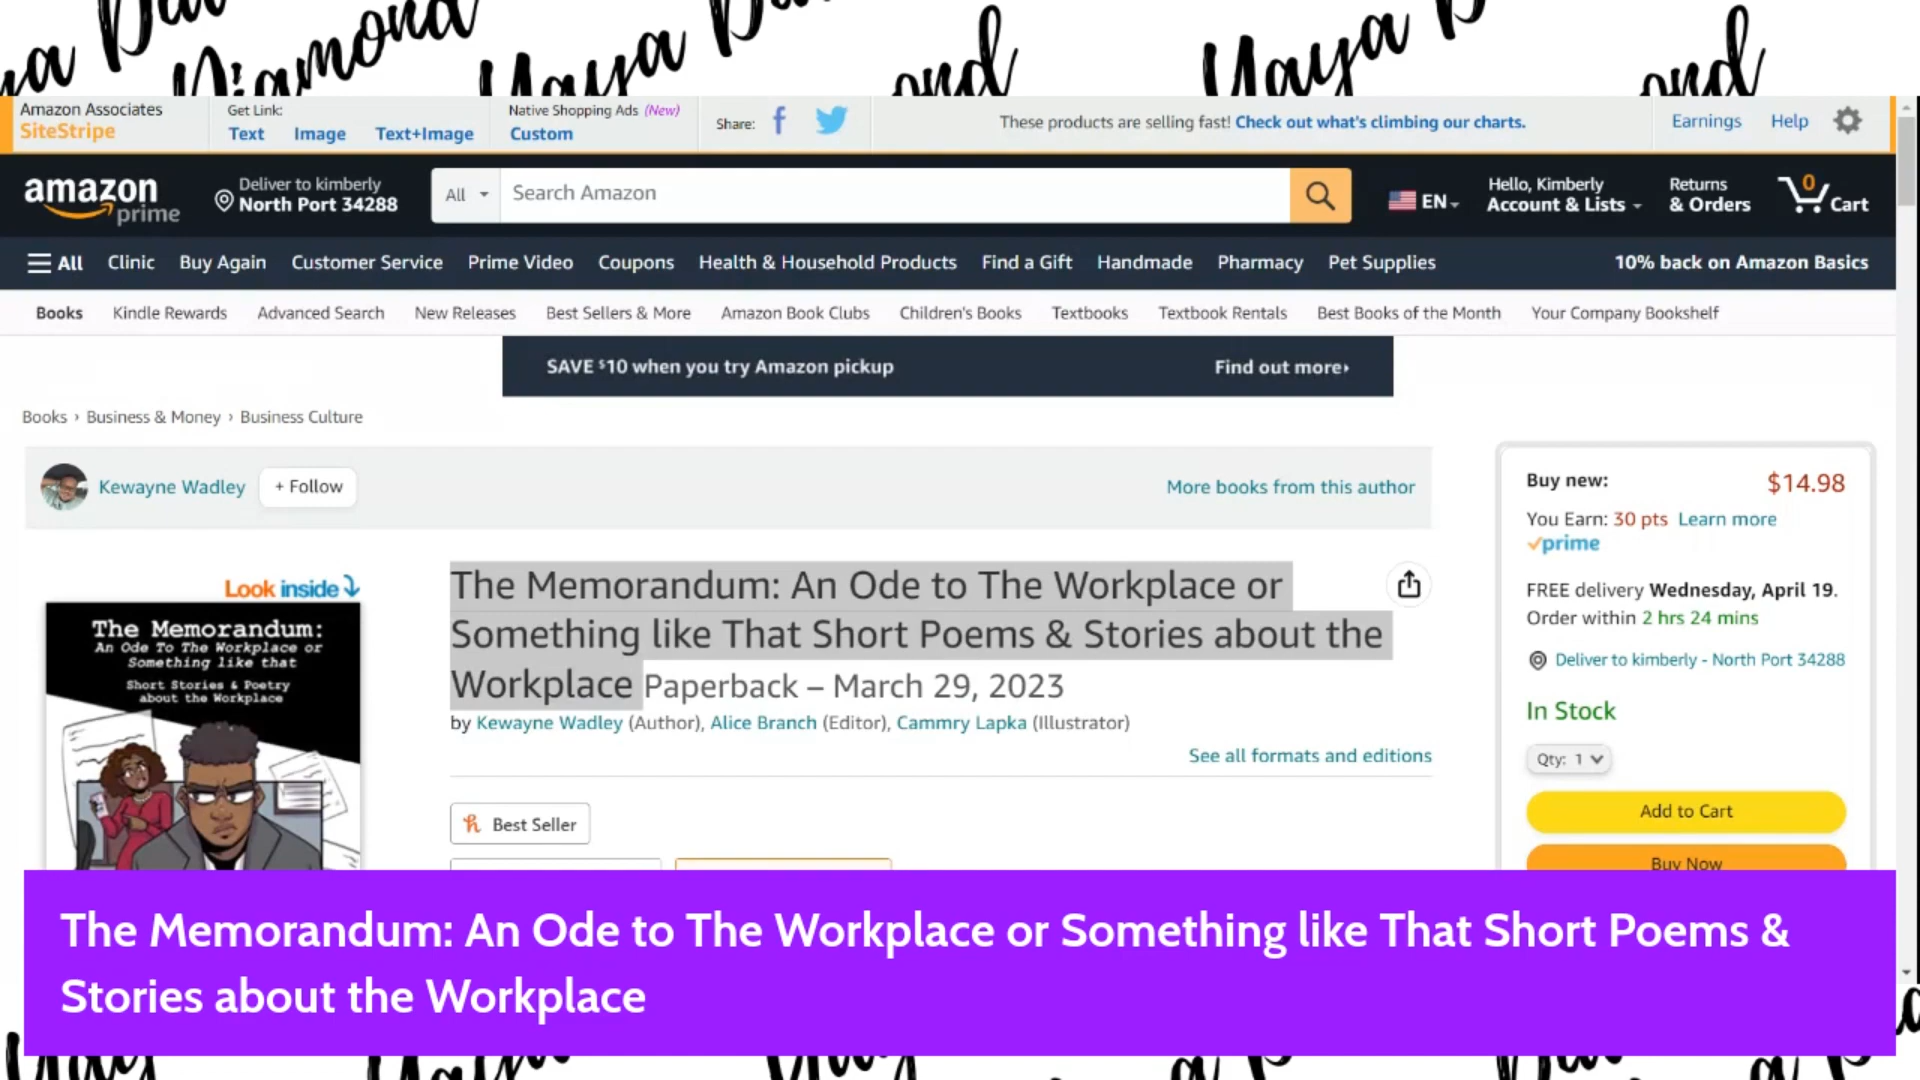 Diamond
Yaya
ond
Yaya
ond
Amazon Associates
SiteStripe
Get Link:
Text Image Text+Image
Native Shopping Ads (New)
Custom
Share:
These products are selling fast! Check out what's climbing our charts.
Earnings Help
amazon
prime
Deliver to kimberly
North Port 34288
All
Search Amazon
EN
Hello, Kimberly
Account & Lists
Returns
& Orders
0
Cart
All Clinic Buy Again Customer Service Prime Video Coupons Health & Household Products Find a Gift Handmade Pharmacy Pet Supplies 10% back on Amazon Basics
Books Kindle Rewards Advanced Search New Releases Best Sellers & More Amazon Book Clubs Children's Books Textbooks Textbook Rentals Best Books of the Month Your Company Bookshelf
SAVE $10 when you try Amazon pickup Find out more›
Books › Business & Money › Business Culture
Kewayne Wadley + Follow More books from this author
Look inside
The Memorandum:
An Ode To The Workplace or
Something like that
Short Stories & Poetry
about the Workplace
The Memorandum: An Ode to The Workplace or
Something like That Short Poems & Stories about the
Workplace Paperback – March 29, 2023
by Kewayne Wadley (Author), Alice Branch (Editor), Cammry Lapka (Illustrator)
See all formats and editions
Best Seller
Buy new: $14.98
You Earn: 30 pts Learn more
prime
FREE delivery Wednesday, April 19.
Order within 2 hrs 24 mins
Deliver to kimberly - North Port 34288
In Stock
Qty: 1
Add to Cart
Buy Now
The Memorandum: An Ode to The Workplace or Something like That Short Poems &
Stories about the Workplace